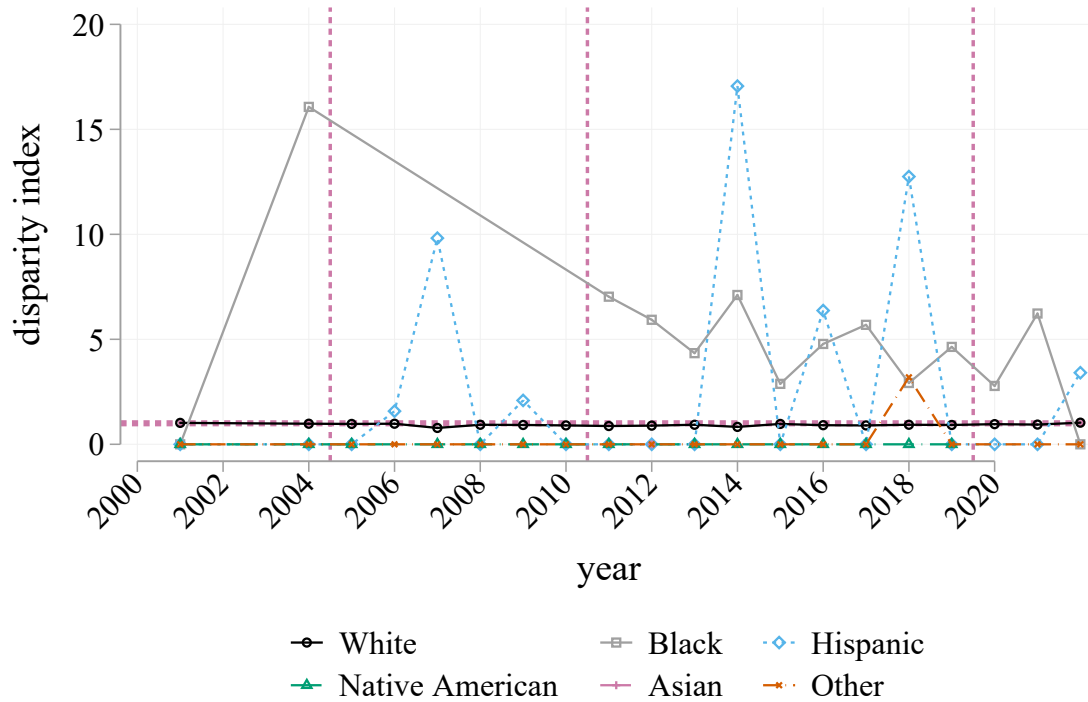 20
15
10
5
0
disparity index
2000 2002 2004 2006 2008 2010 2012 2014 2016 2018 2020
year
White Black Hispanic
Native American Asian Other